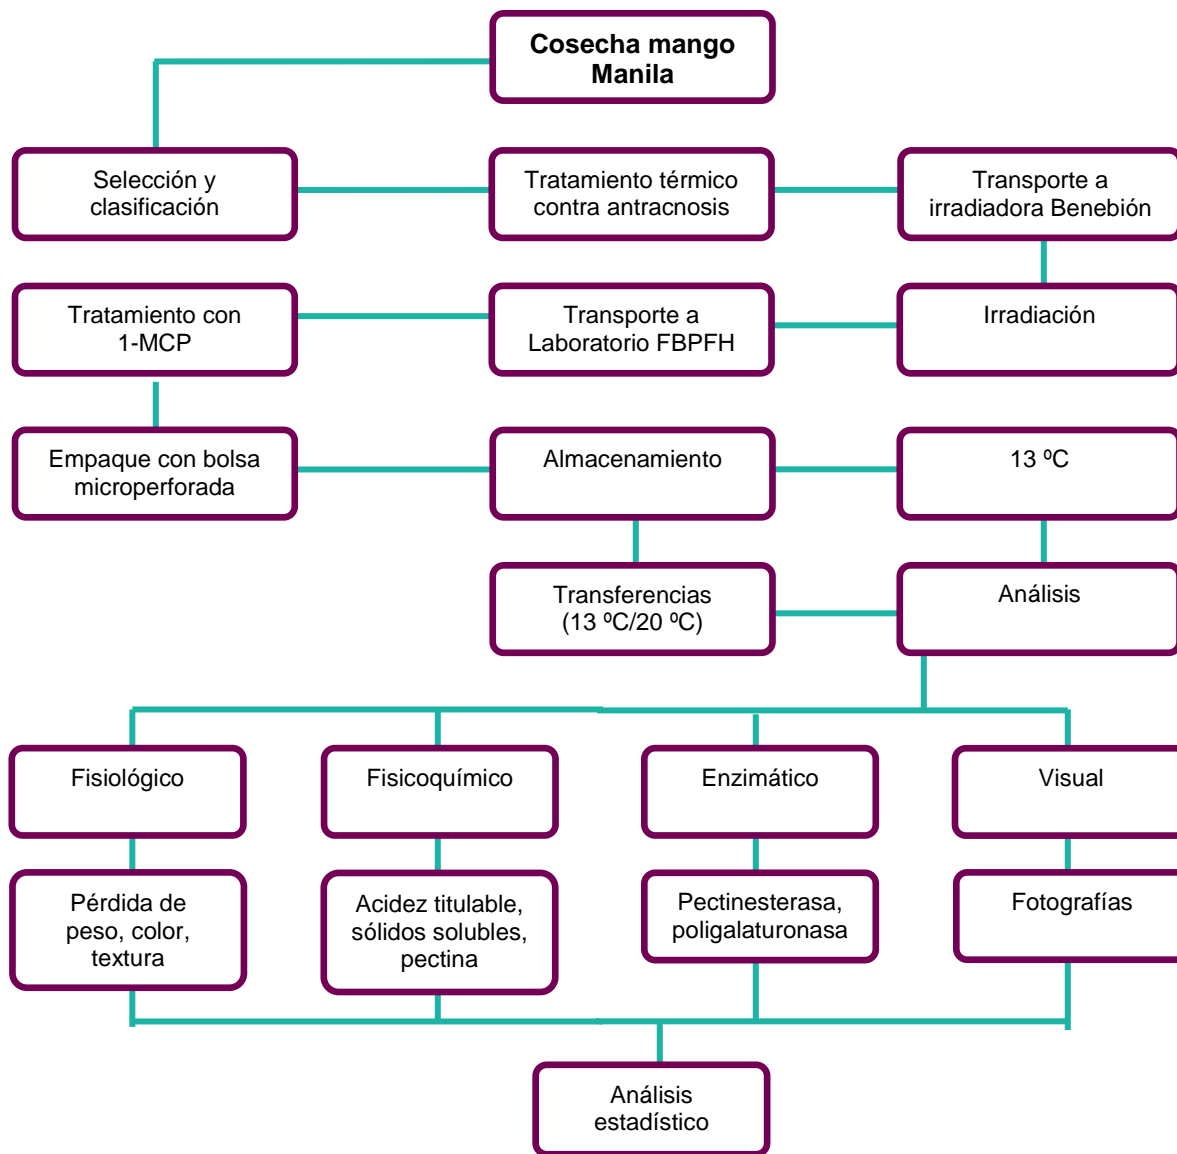 Cosecha mango
Manila
Selección y
clasificación
Tratamiento térmico
contra antracnosis
Transporte a
irradiadora Benebión
Tratamiento con
1-MCP
Transporte a
Laboratorio FBPFH
Irradiación
Empaque con bolsa
microperforada
Almacenamiento
13 ºC
Transferencias
(13 ºC/20 ºC)
Análisis
Fisiológico
Fisicoquímico
Enzimático
Visual
Pérdida de
peso, color,
textura
Acidez titulable,
sólidos solubles,
pectina
Pectinesterasa,
poligalaturonasa
Fotografías
Análisis
estadístico